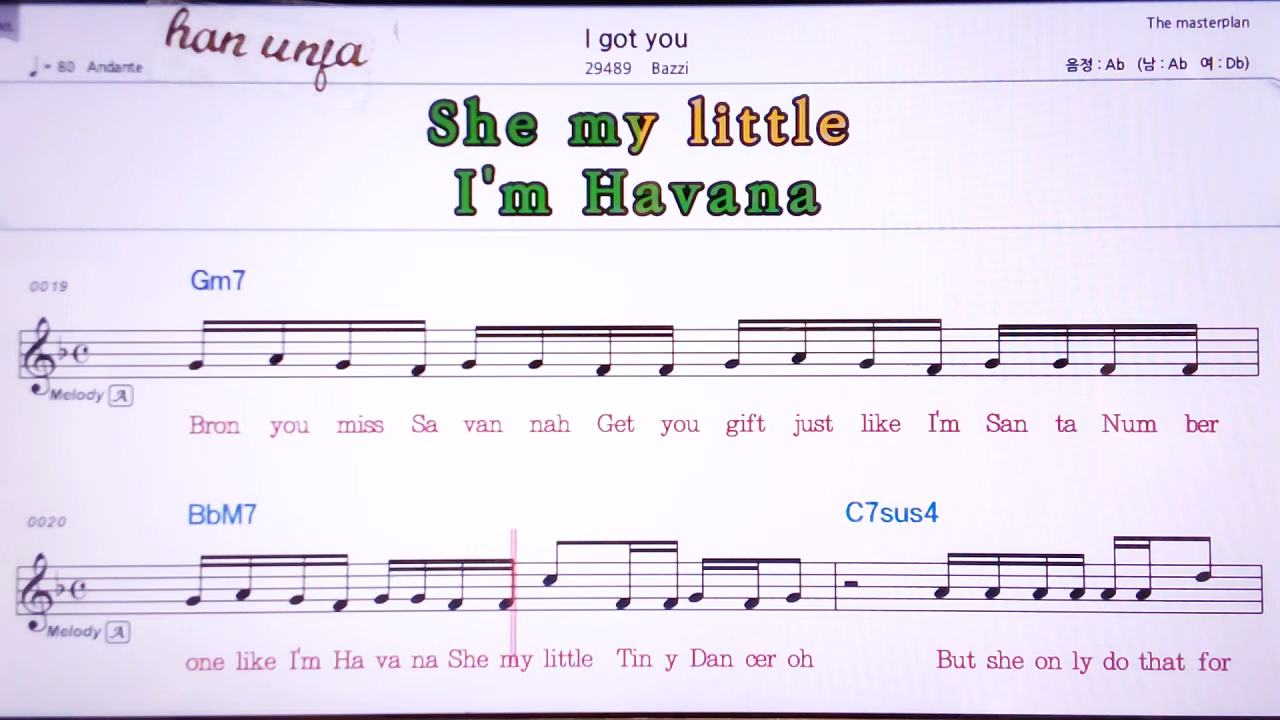 han unfa
I got you
The masterplan
♩= 80 Andante
29489 Bazzi
음정 : Ab (남 : Ab 여 : Db)
She my little
I'm Havana
0019
Gm7
Melody A
Bron you miss Sa van nah Get you gift just like I'm San ta Num ber
0020
BbM7
C7sus4
Melody A
one like I'm Ha va na She my little Tin y Dan cer oh But she on ly do that for